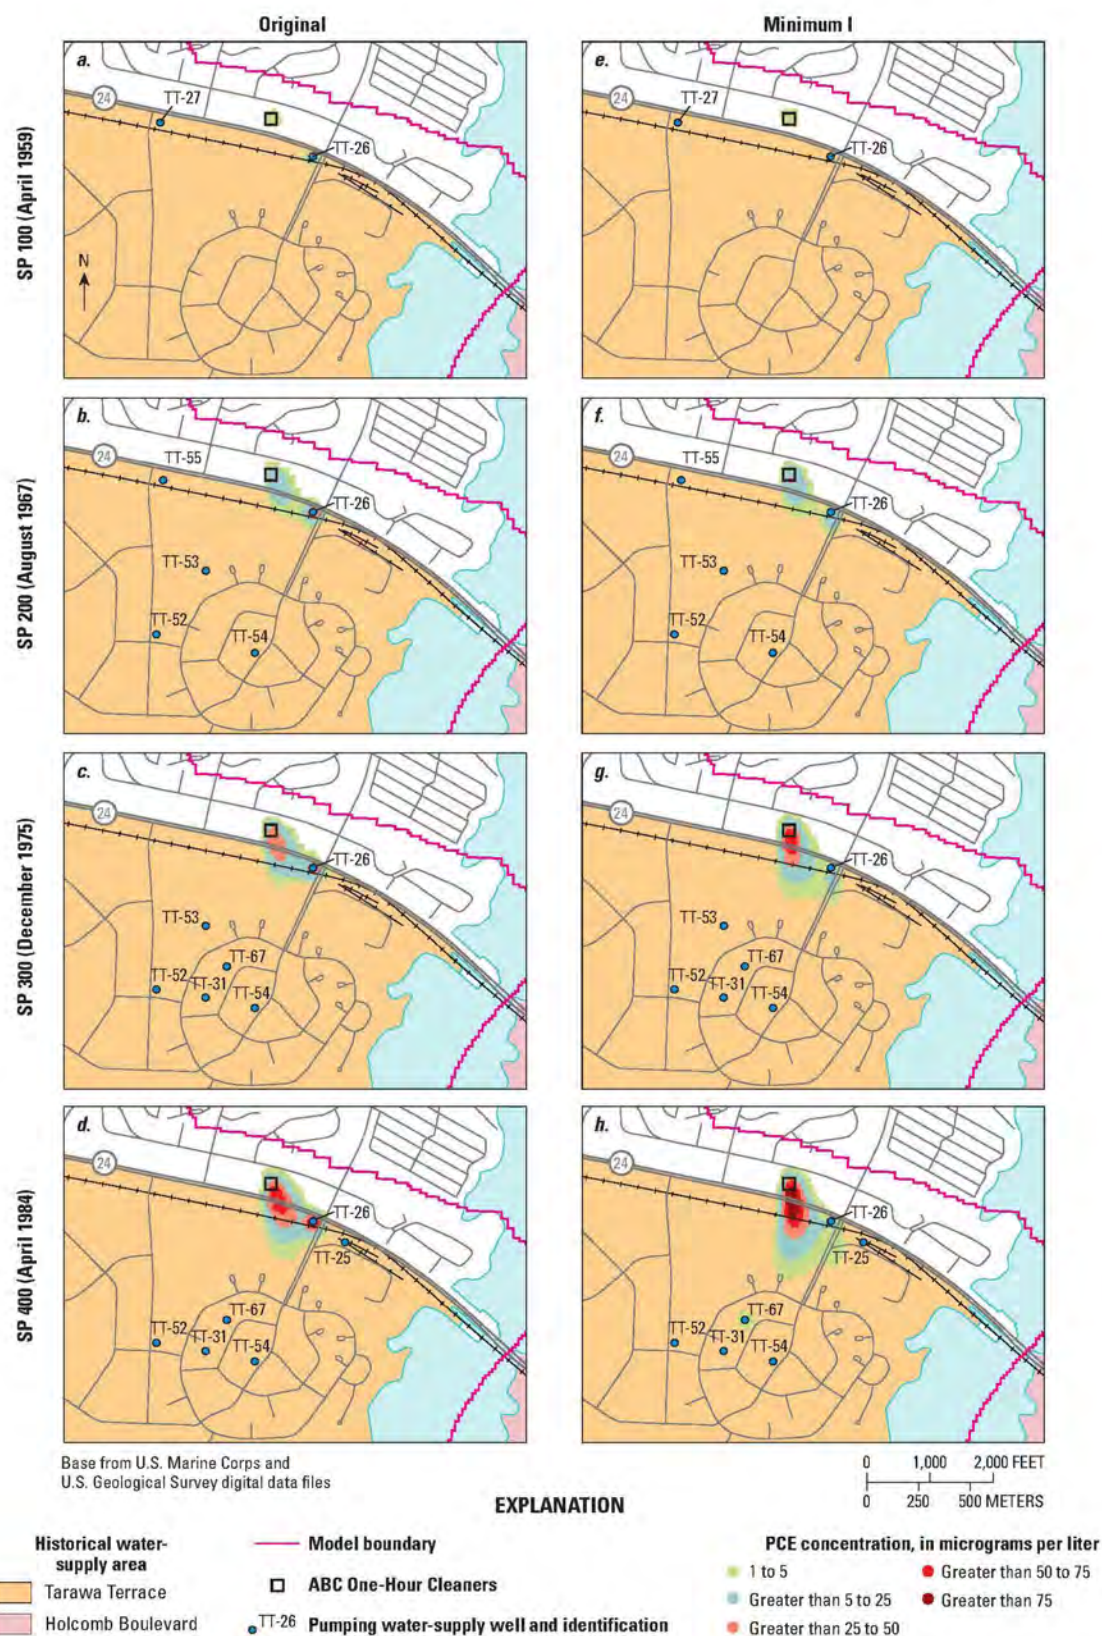 Original
Minimum I
SP 100 (April 1959)
a.
24
TT-27
TT-26
N
e.
24
TT-27
TT-26
SP 200 (August 1967)
b.
24
TT-55
TT-26
TT-53
TT-52
TT-54
f.
24
TT-55
TT-26
TT-53
TT-52
TT-54
SP 300 (December 1975)
c.
24
TT-26
TT-53
TT-67
TT-52
TT-31
TT-54
g.
24
TT-26
TT-53
TT-67
TT-52
TT-31
TT-54
SP 400 (April 1984)
d.
24
TT-26
TT-25
TT-67
TT-52
TT-31
TT-54
h.
24
TT-26
TT-25
TT-67
TT-52
TT-31
TT-54
Base from U.S. Marine Corps and
U.S. Geological Survey digital data files
0 1,000 2,000 FEET
0 250 500 METERS
EXPLANATION
Historical water-
supply area
Tarawa Terrace
Holcomb Boulevard
Model boundary
ABC One-Hour Cleaners
TT-26 Pumping water-supply well and identification
PCE concentration, in micrograms per liter
1 to 5
Greater than 5 to 25
Greater than 25 to 50
Greater than 50 to 75
Greater than 75